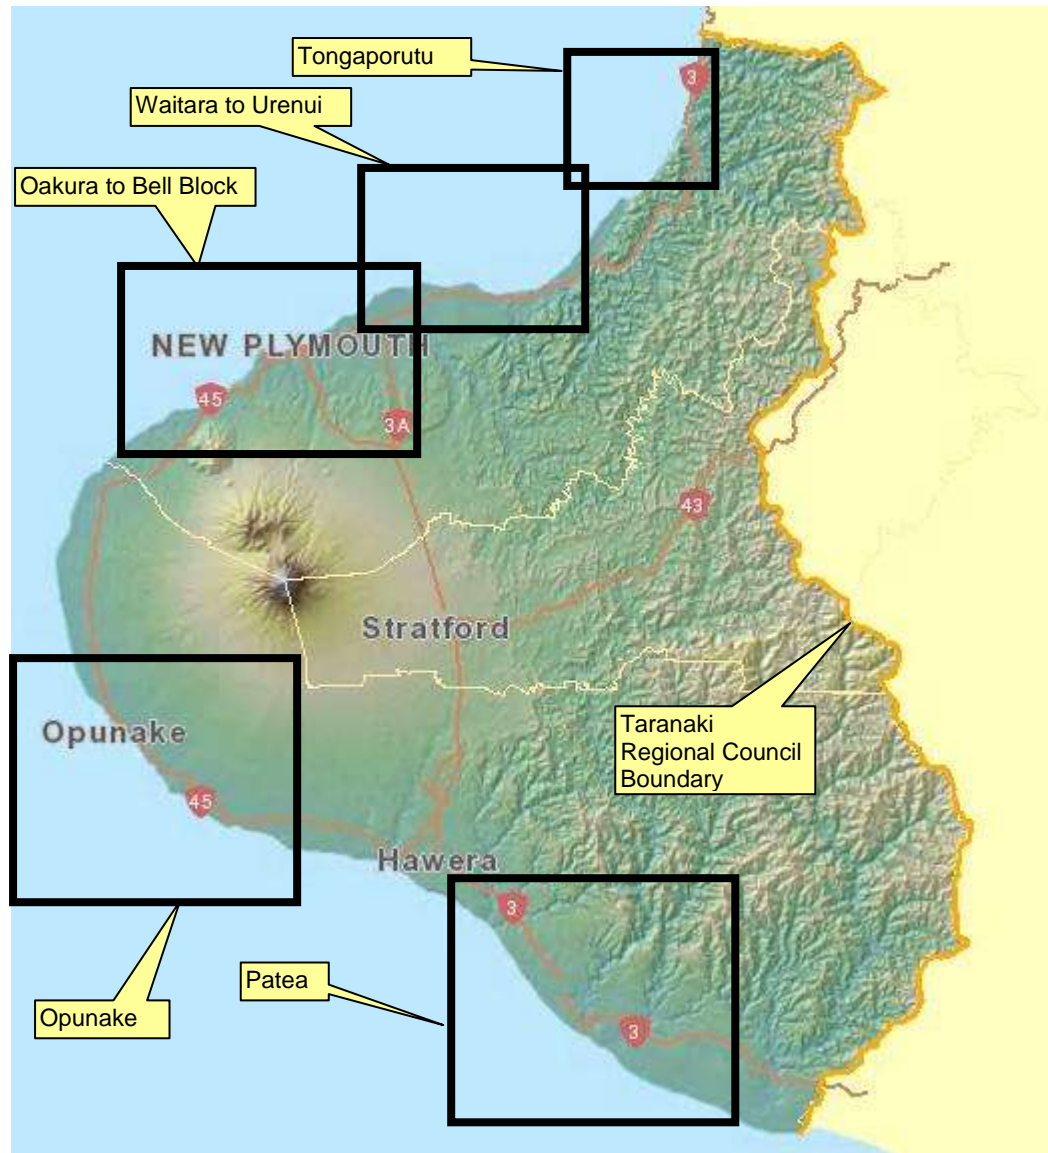 Tongaporutu
3
Waitara to Urenui
Oakura to Bell Block
NEW PLYMOUTH
45
3A
43
Stratford
Taranaki
Regional Council
Boundary
Opunake
45
Hawera
3
Patea
Opunake
3